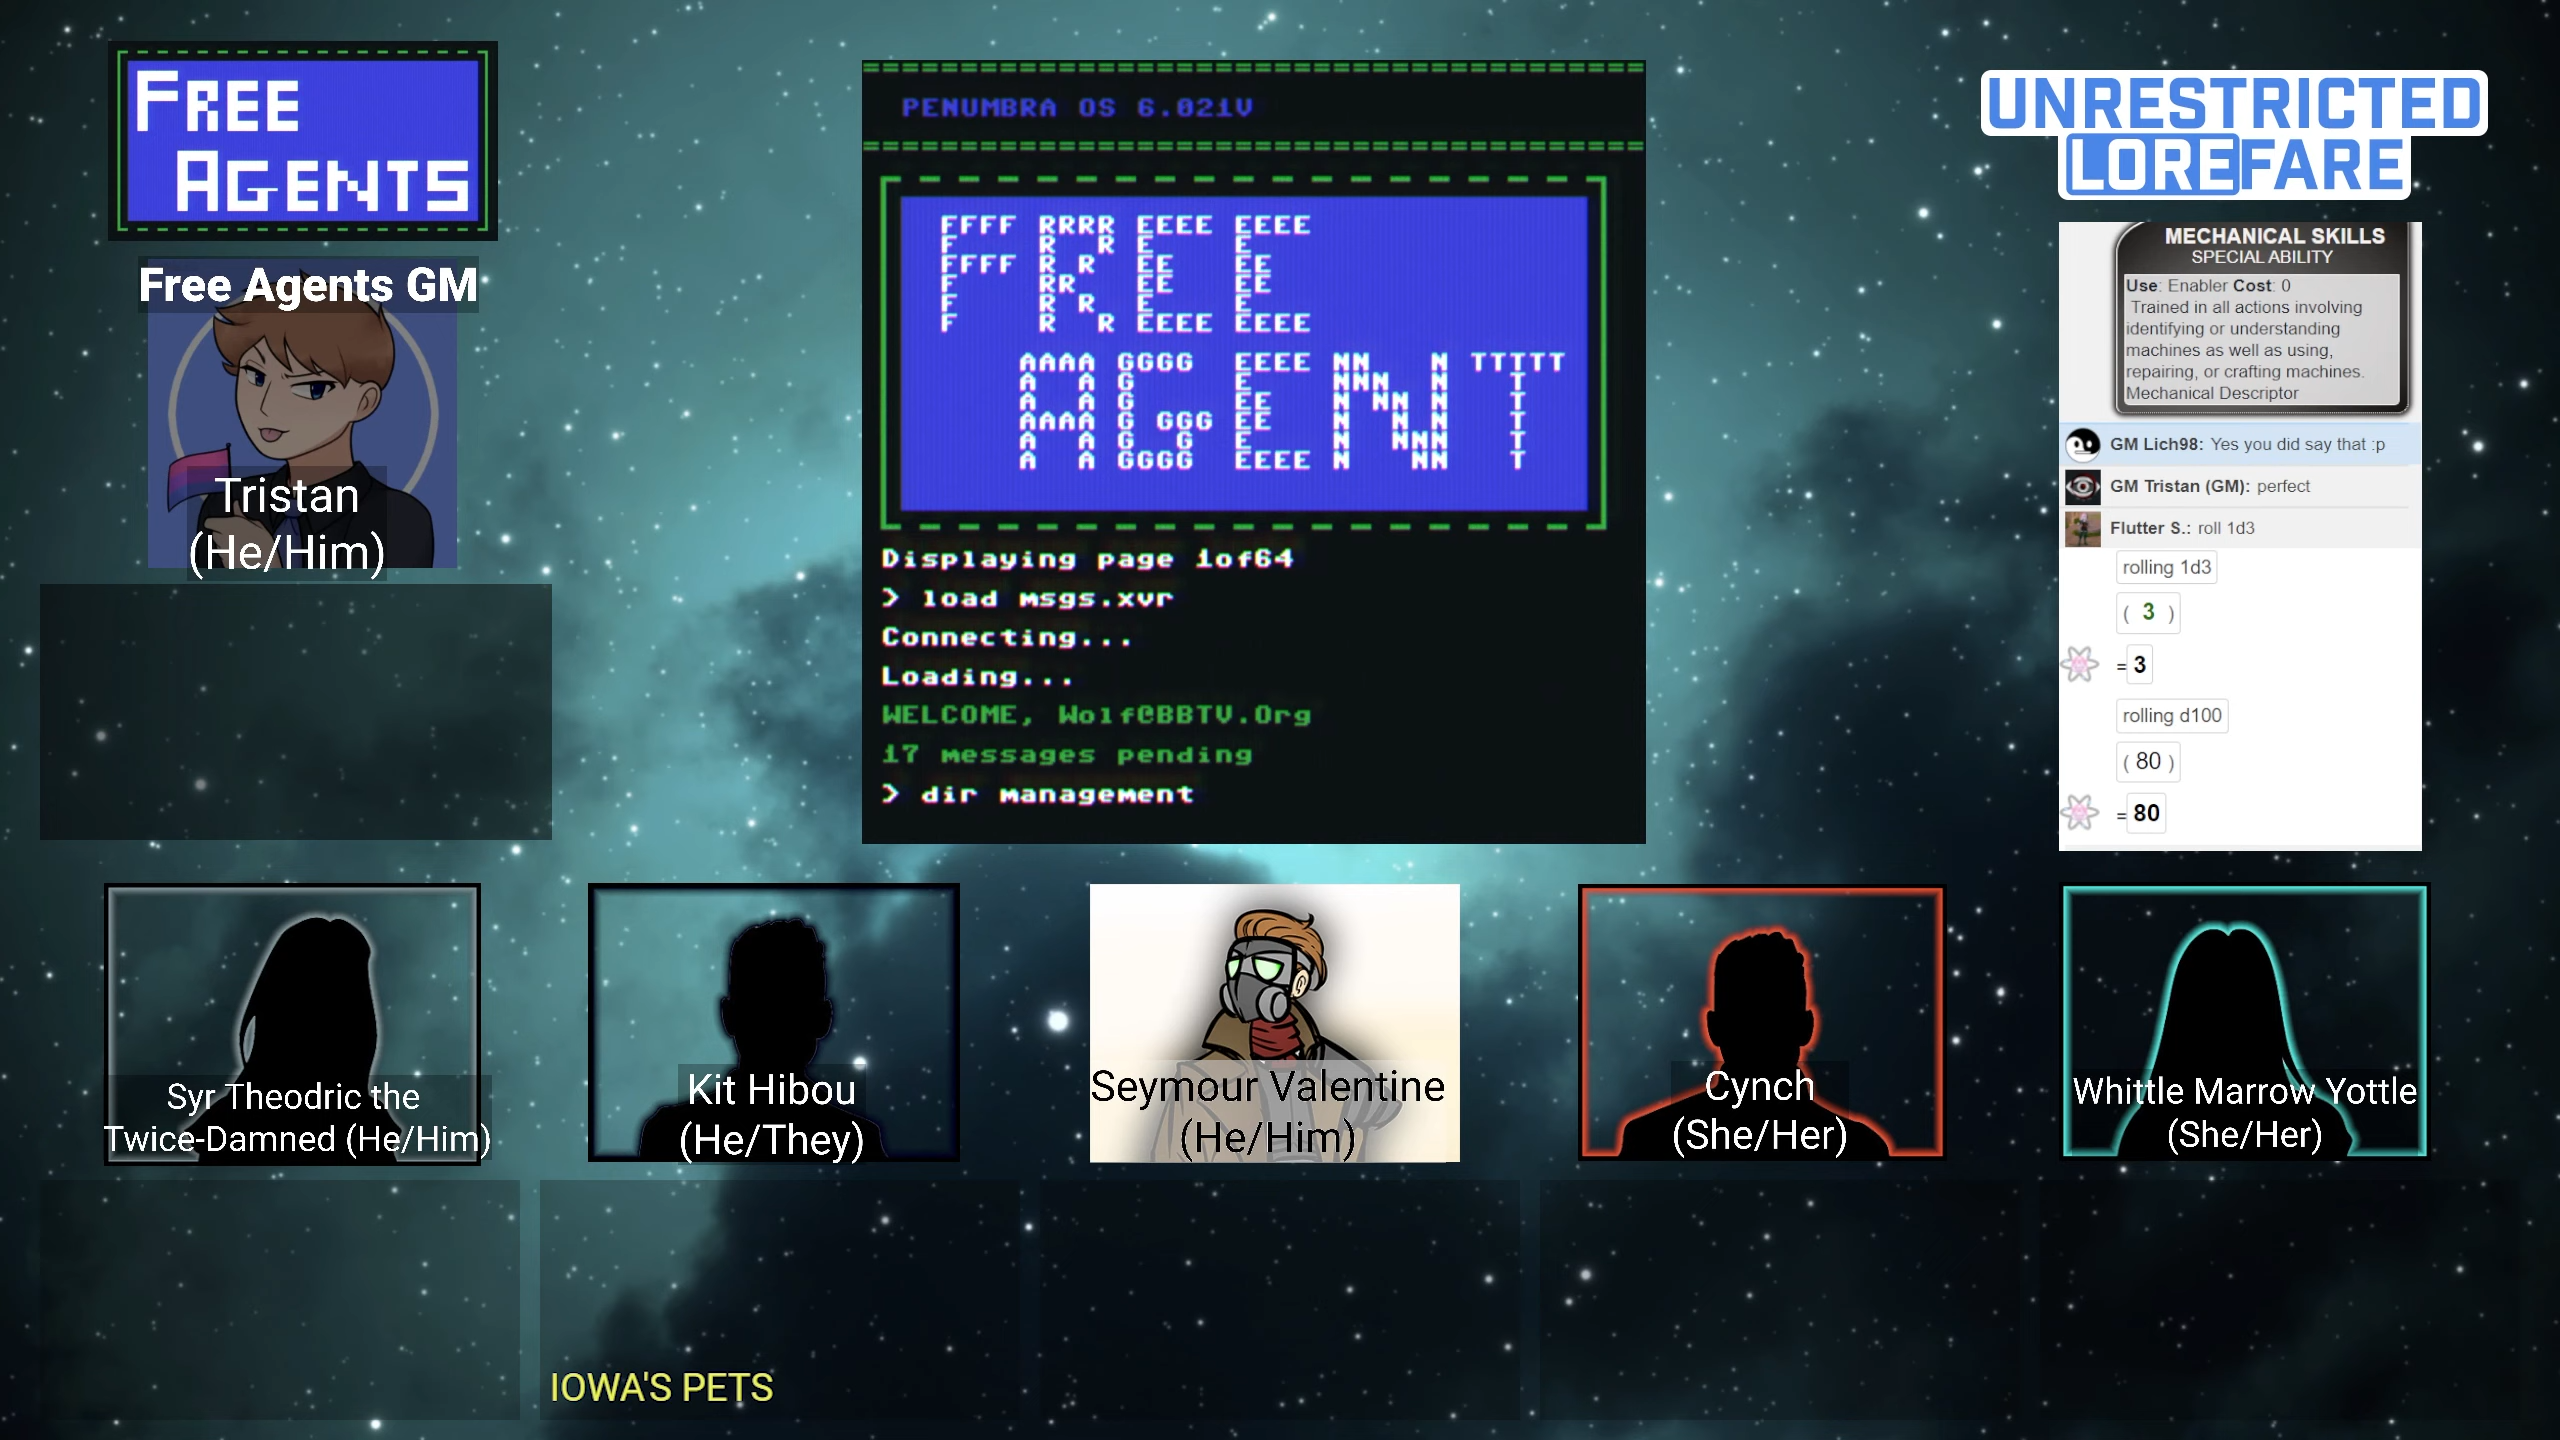 FREE
AGENTS
Free Agents GM
Tristan
(He/Him)
PENUMBRA OS 6.021V
FREE
AGENT
Displaying page 1of64
> load msgs.xvr
Connecting...
Loading...
WELCOME, Wolf@BBTV.Org
17 messages pending
> dir management
UNRESTRICTED
LOREFARE
MECHANICAL SKILLS
SPECIAL ABILITY
Use: Enabler Cost: 0
Trained in all actions involving
identifying or understanding
machines as well as using,
repairing, or crafting machines.
Mechanical Descriptor
GM Lich98: Yes you did say that :p
GM Tristan (GM): perfect
Flutter S.: roll 1d3
rolling 1d3
( 3 )
=3
rolling d100
( 80 )
=80
Syr Theodric the
Twice-Damned (He/Him)
Kit Hibou
(He/They)
Seymour Valentine
(He/Him)
Cynch
(She/Her)
Whittle Marrow Yottle
(She/Her)
IOWA'S PETS